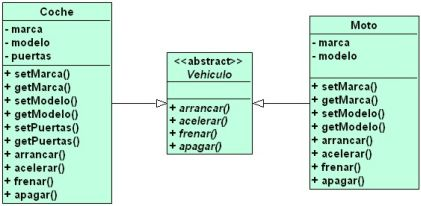 Coche
- marca
- modelo
- puertas
+ setMarca()
+ getMarca()
+ setModelo()
+ getModelo()
+ setPuertas()
+ getPuertas()
+ arrancar()
+ acelerar()
+ frenar()
+ apagar()
<<abstract>>
Vehiculo
+ arrancar()
+ acelerar()
+ frenar()
+ apagar()
Moto
- marca
- modelo
+ setMarca()
+ getMarca()
+ setModelo()
+ getModelo()
+ arrancar()
+ acelerar()
+ frenar()
+ apagar()